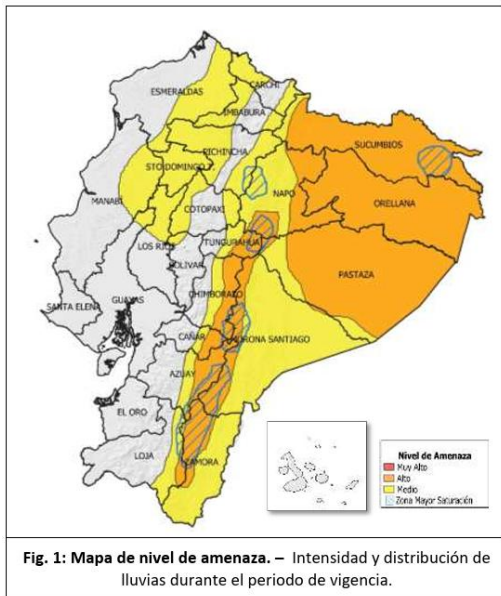 CARCHI
ESMERALDAS
IMBABURA
SUCUMBIOS
PICHINCHA
STO DOMINGO T.
NAPO
ORELLANA
MANABI
COTOPAXI
LOS RIOS
TUNGURAHUA
BOLIVAR
PASTAZA
SANTA ELENA
GUAYAS
CHIMBORAZO
CAÑAR
MORONA SANTIAGO
AZUAY
EL ORO
LOJA
ZAMORA
Nivel de Amenaza
Muy Alto
Alto
Medio
Zona Mayor Saturación
Fig. 1: Mapa de nivel de amenaza. – Intensidad y distribución de
lluvias durante el periodo de vigencia.